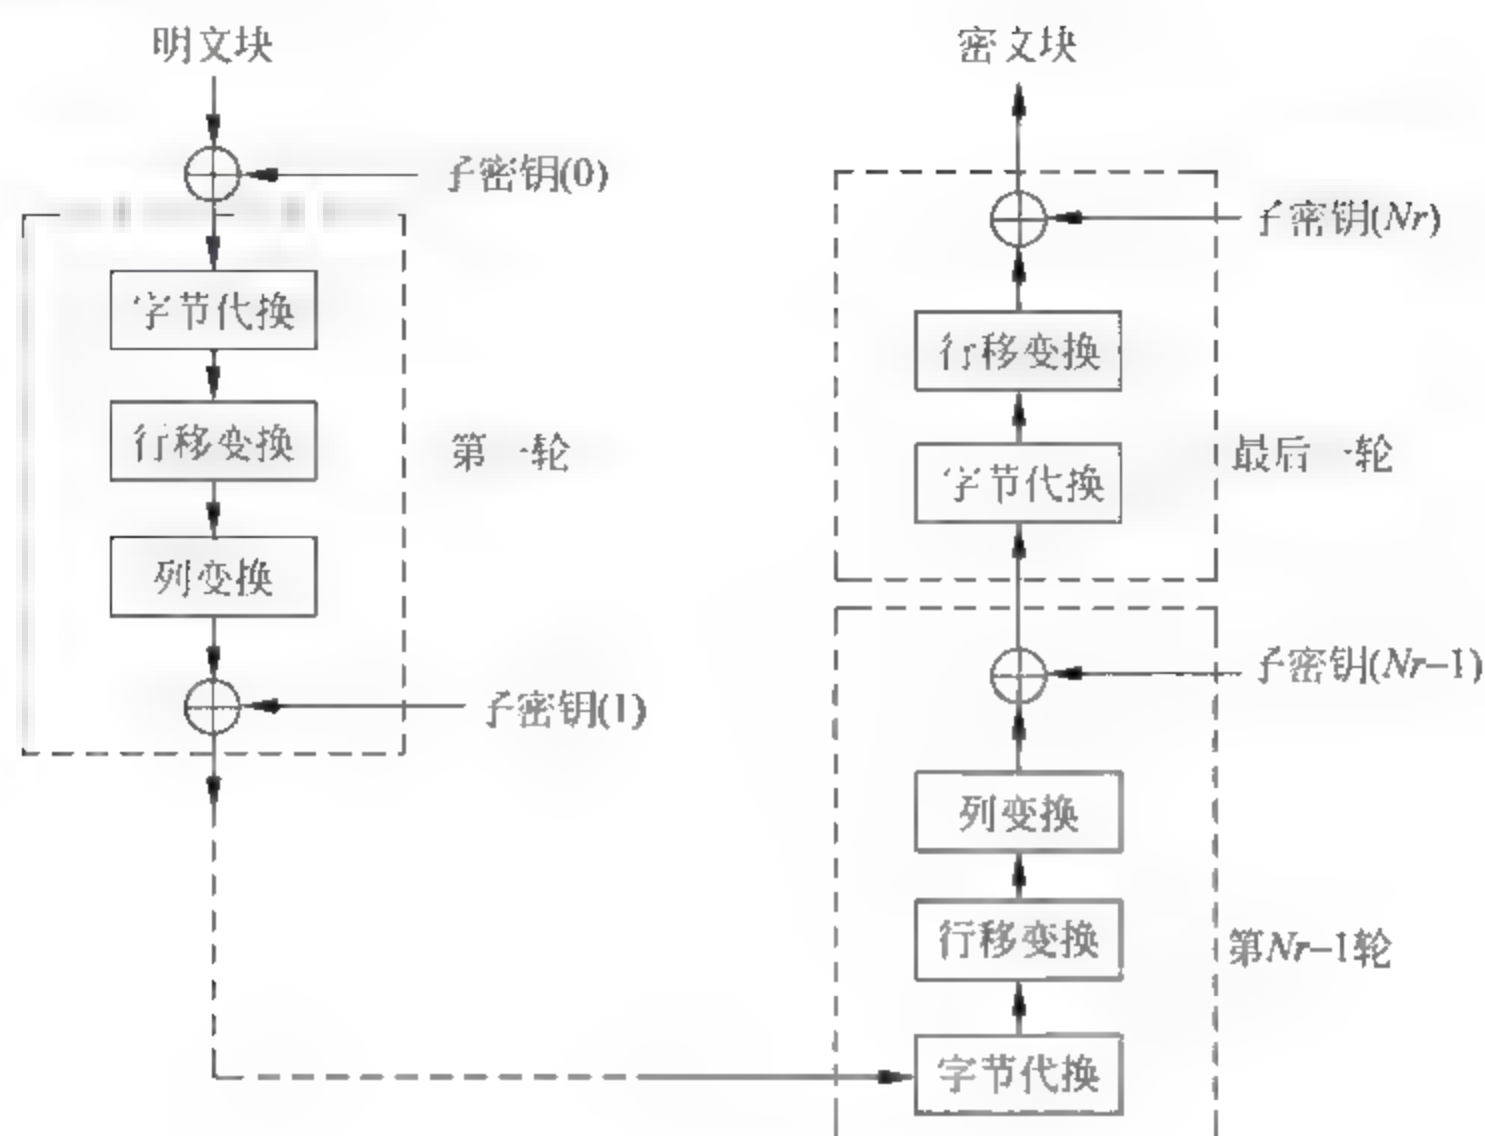 明文块
子密钥(0)
字节代换
行移变换
列变换
第一轮
子密钥(1)
密文块
子密钥(Nr)
行移变换
字节代换
最后一轮
子密钥(Nr-1)
列变换
行移变换
字节代换
第Nr-1轮